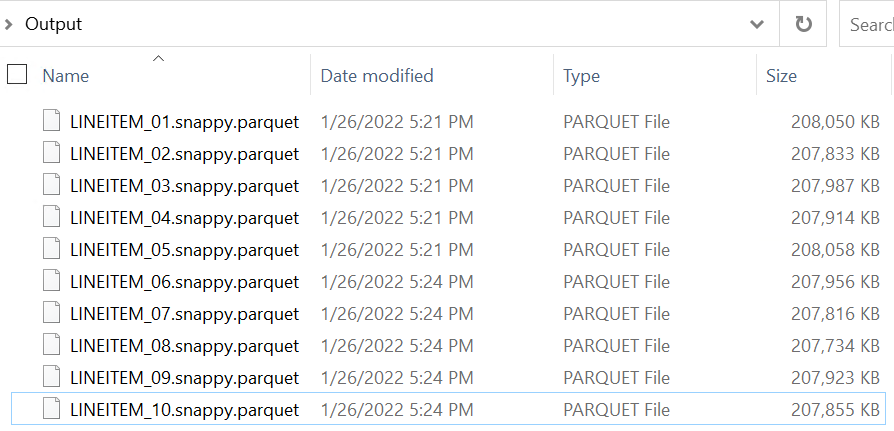 Output Searc
Name Date modified Type Size
LINEITEM_01.snappy.parquet 1/26/2022 5:21 PM PARQUET File 208,050 KB
LINEITEM_02.snappy.parquet 1/26/2022 5:21 PM PARQUET File 207,833 KB
LINEITEM_03.snappy.parquet 1/26/2022 5:21 PM PARQUET File 207,987 KB
LINEITEM_04.snappy.parquet 1/26/2022 5:21 PM PARQUET File 207,914 KB
LINEITEM_05.snappy.parquet 1/26/2022 5:21 PM PARQUET File 208,058 KB
LINEITEM_06.snappy.parquet 1/26/2022 5:24 PM PARQUET File 207,956 KB
LINEITEM_07.snappy.parquet 1/26/2022 5:24 PM PARQUET File 207,816 KB
LINEITEM_08.snappy.parquet 1/26/2022 5:24 PM PARQUET File 207,734 KB
LINEITEM_09.snappy.parquet 1/26/2022 5:24 PM PARQUET File 207,923 KB
LINEITEM_10.snappy.parquet 1/26/2022 5:24 PM PARQUET File 207,855 KB